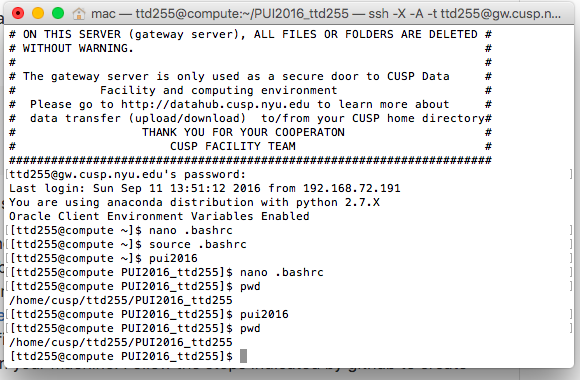 mac — ttd255@compute:~/PUI2016_ttd255 — ssh -X -A -t ttd255@gw.cusp.n...
# ON THIS SERVER (gateway server), ALL FILES OR FOLDERS ARE DELETED #
# WITHOUT WARNING. #
# #
# The gateway server is only used as a secure door to CUSP Data #
# Facility and computing environment #
# Please go to http://datahub.cusp.nyu.edu to learn more about #
# data transfer (upload/download) to/from your CUSP home directory#
# THANK YOU FOR YOUR COOPERATON #
# CUSP FACILITY TEAM #
#####################################################################
[ttd255@gw.cusp.nyu.edu's password: ]
Last login: Sun Sep 11 13:51:12 2016 from 192.168.72.191
You are using anaconda distribution with python 2.7.X
Oracle Client Environment Variables Enabled
[[ttd255@compute ~]$ nano .bashrc ]
[[ttd255@compute ~]$ source .bashrc ]
[[ttd255@compute ~]$ pui2016 ]
[[ttd255@compute PUI2016_ttd255]$ nano .bashrc ]
[[ttd255@compute PUI2016_ttd255]$ pwd ]
/home/cusp/ttd255/PUI2016_ttd255
[[ttd255@compute PUI2016_ttd255]$ pui2016 ]
[[ttd255@compute PUI2016_ttd255]$ pwd ]
/home/cusp/ttd255/PUI2016_ttd255
[ttd255@compute PUI2016_ttd255]$